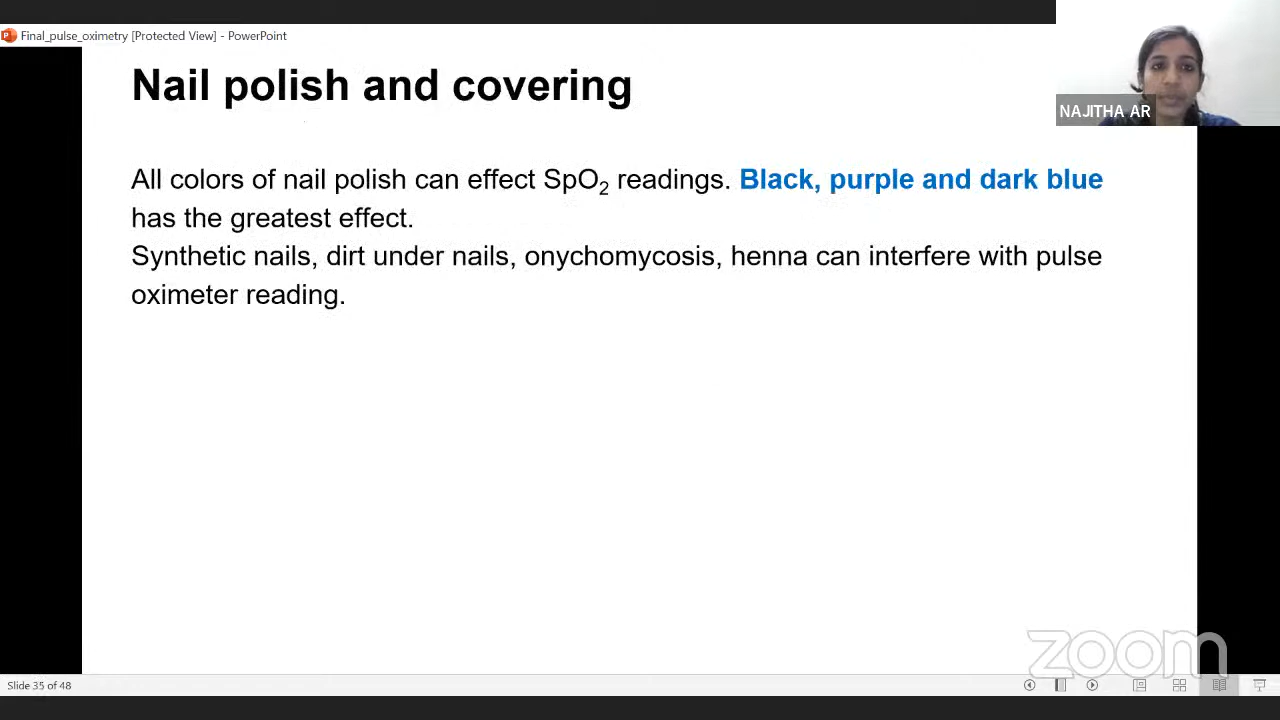 Final_pulse_oximetry [Protected View] - PowerPoint
Nail polish and covering
NAJITHA AR
All colors of nail polish can effect SpO₂ readings. Black, purple and dark blue
has the greatest effect.
Synthetic nails, dirt under nails, onychomycosis, henna can interfere with pulse
oximeter reading.
zoom
Slide 35 of 48